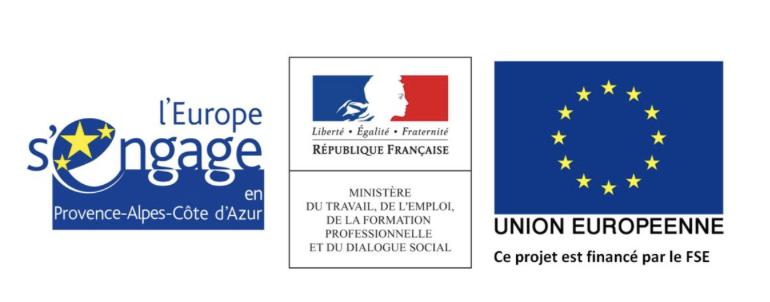 l'Europe
s'engage
en
Provence-Alpes-Côte d'Azur
Liberté • Égalité • Fraternité
RÉPUBLIQUE FRANÇAISE
MINISTÈRE
DU TRAVAIL, DE L'EMPLOI,
DE LA FORMATION
PROFESSIONNELLE
ET DU DIALOGUE SOCIAL
UNION EUROPEENNE
Ce projet est financé par le FSE